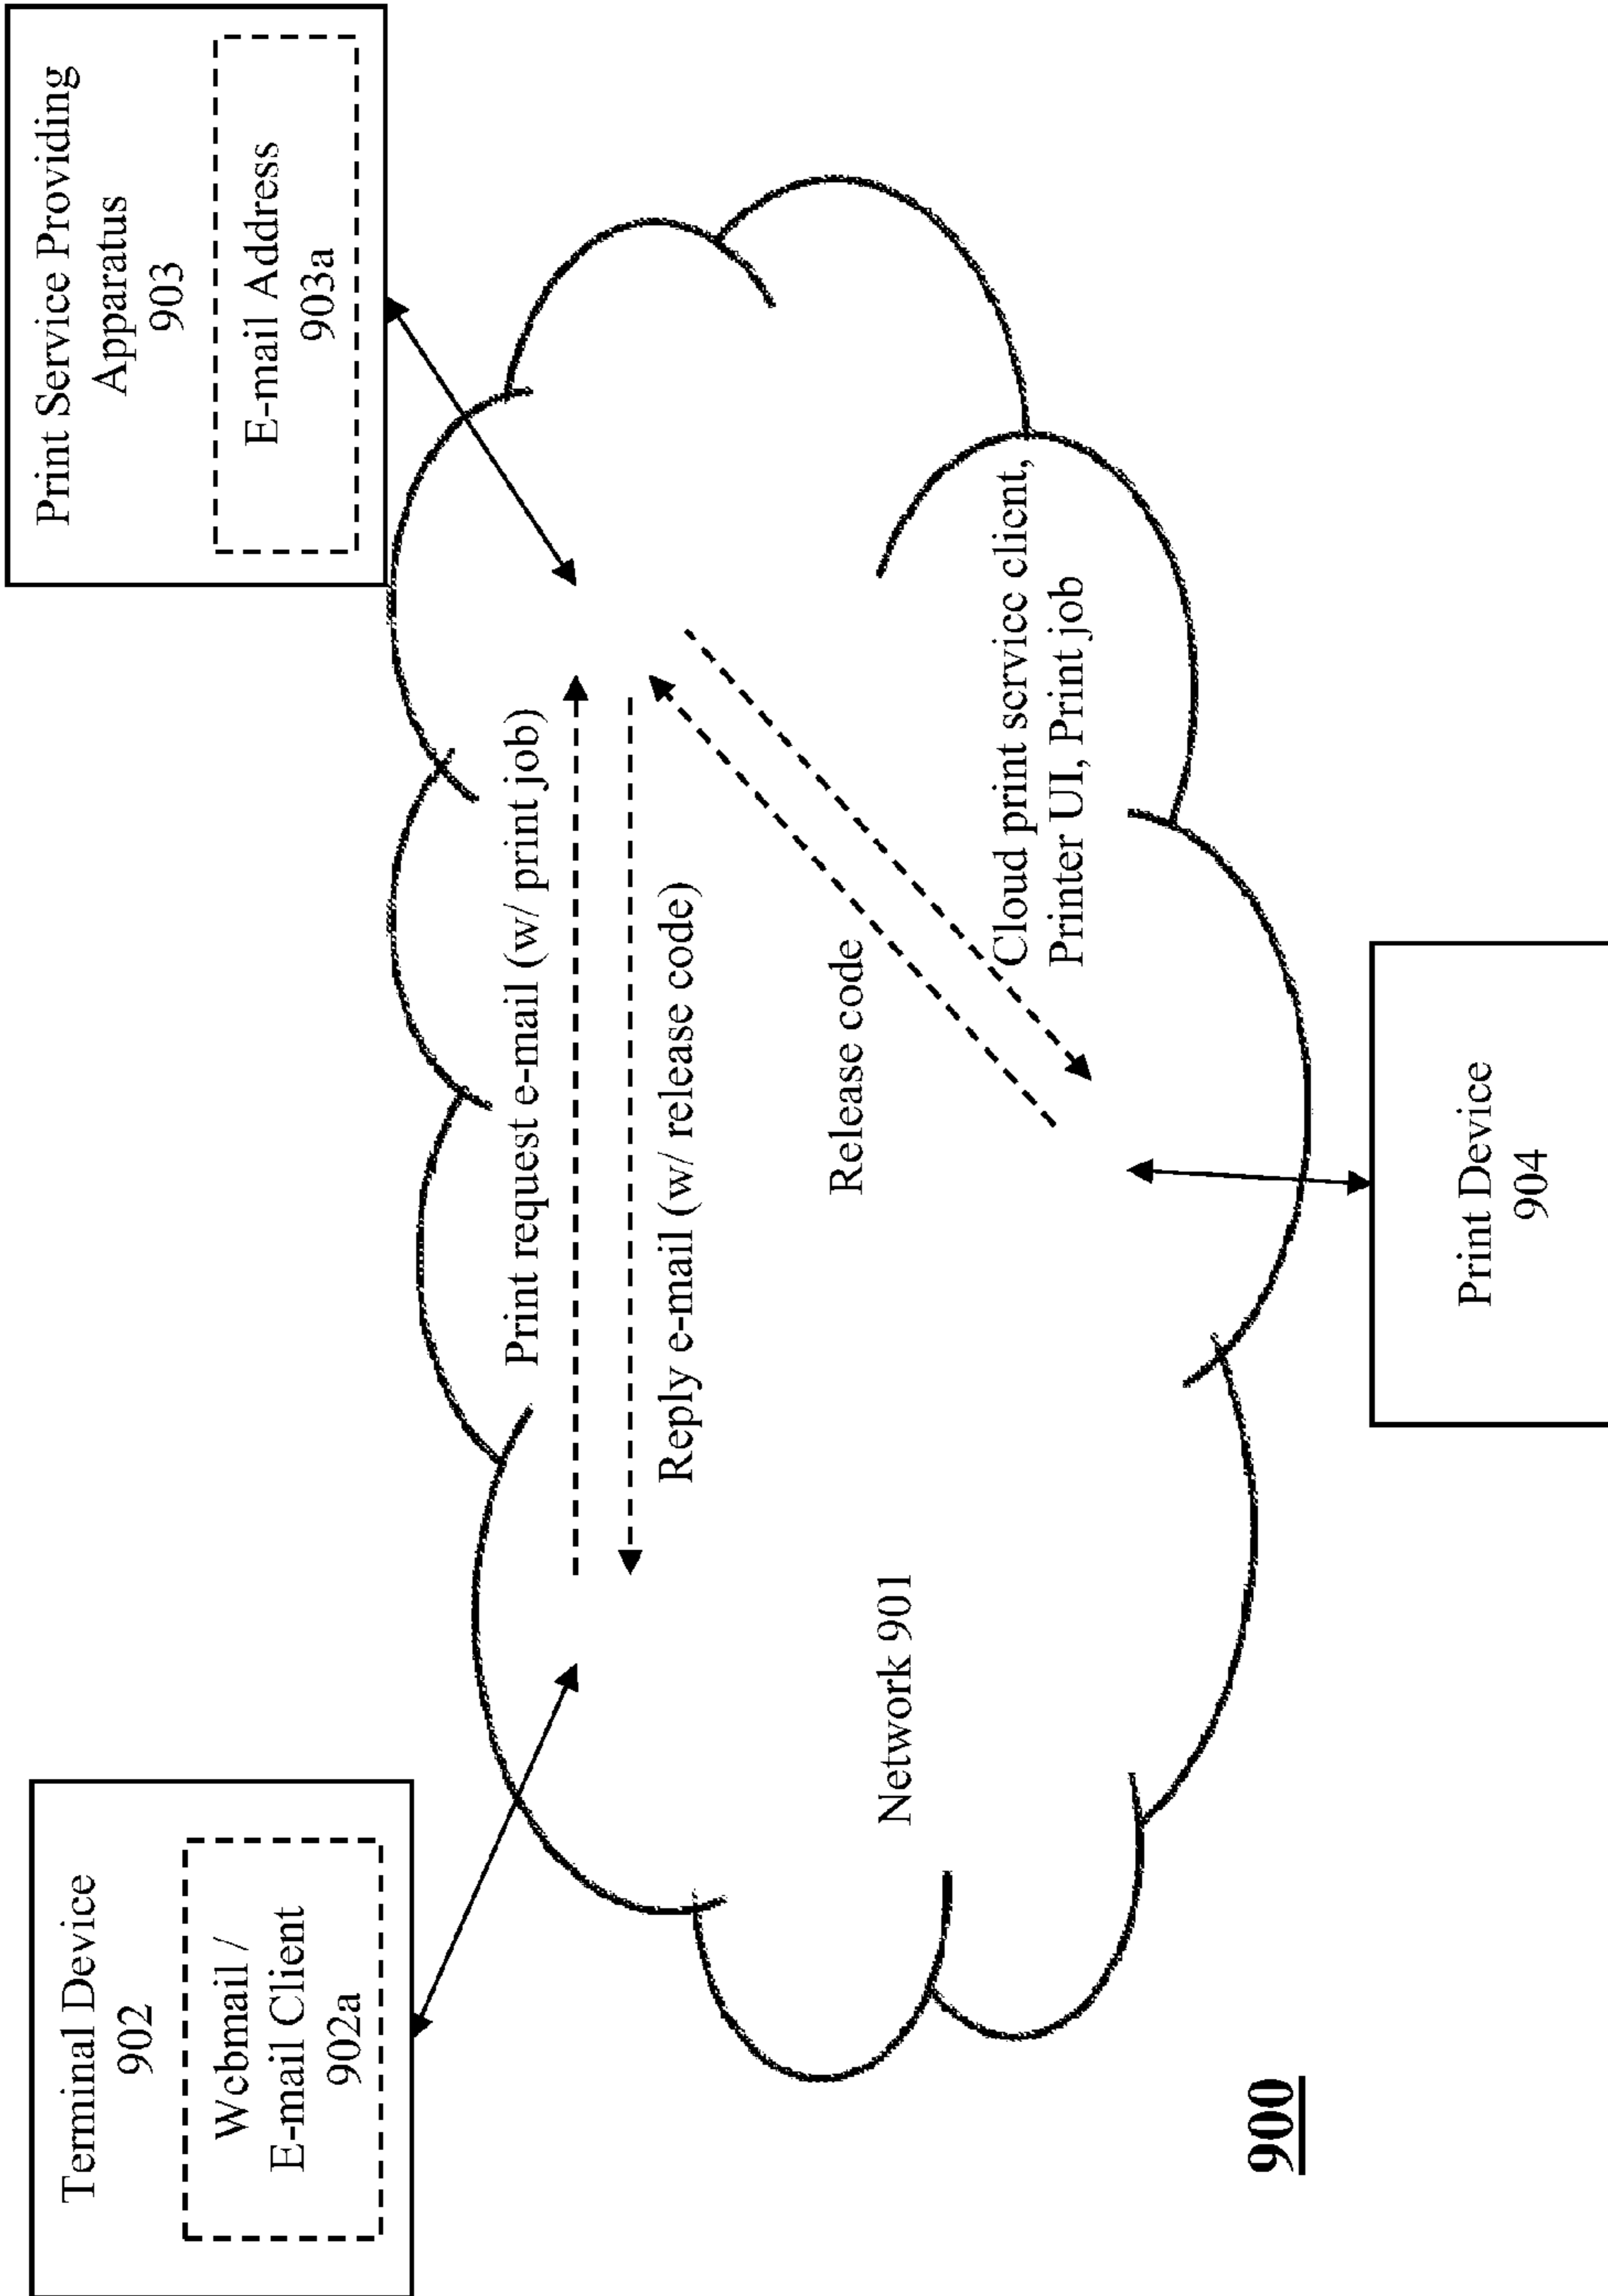 Terminal Device
902
Webmail /
E-mail Client
902a
Print Service Providing
Apparatus
903
E-mail Address
903a
Print request e-mail (w/ print job)
Reply e-mail (w/ release code)
Release code
Cloud print service client,
Printer UI, Print job
Network 901
Print Device
904
900